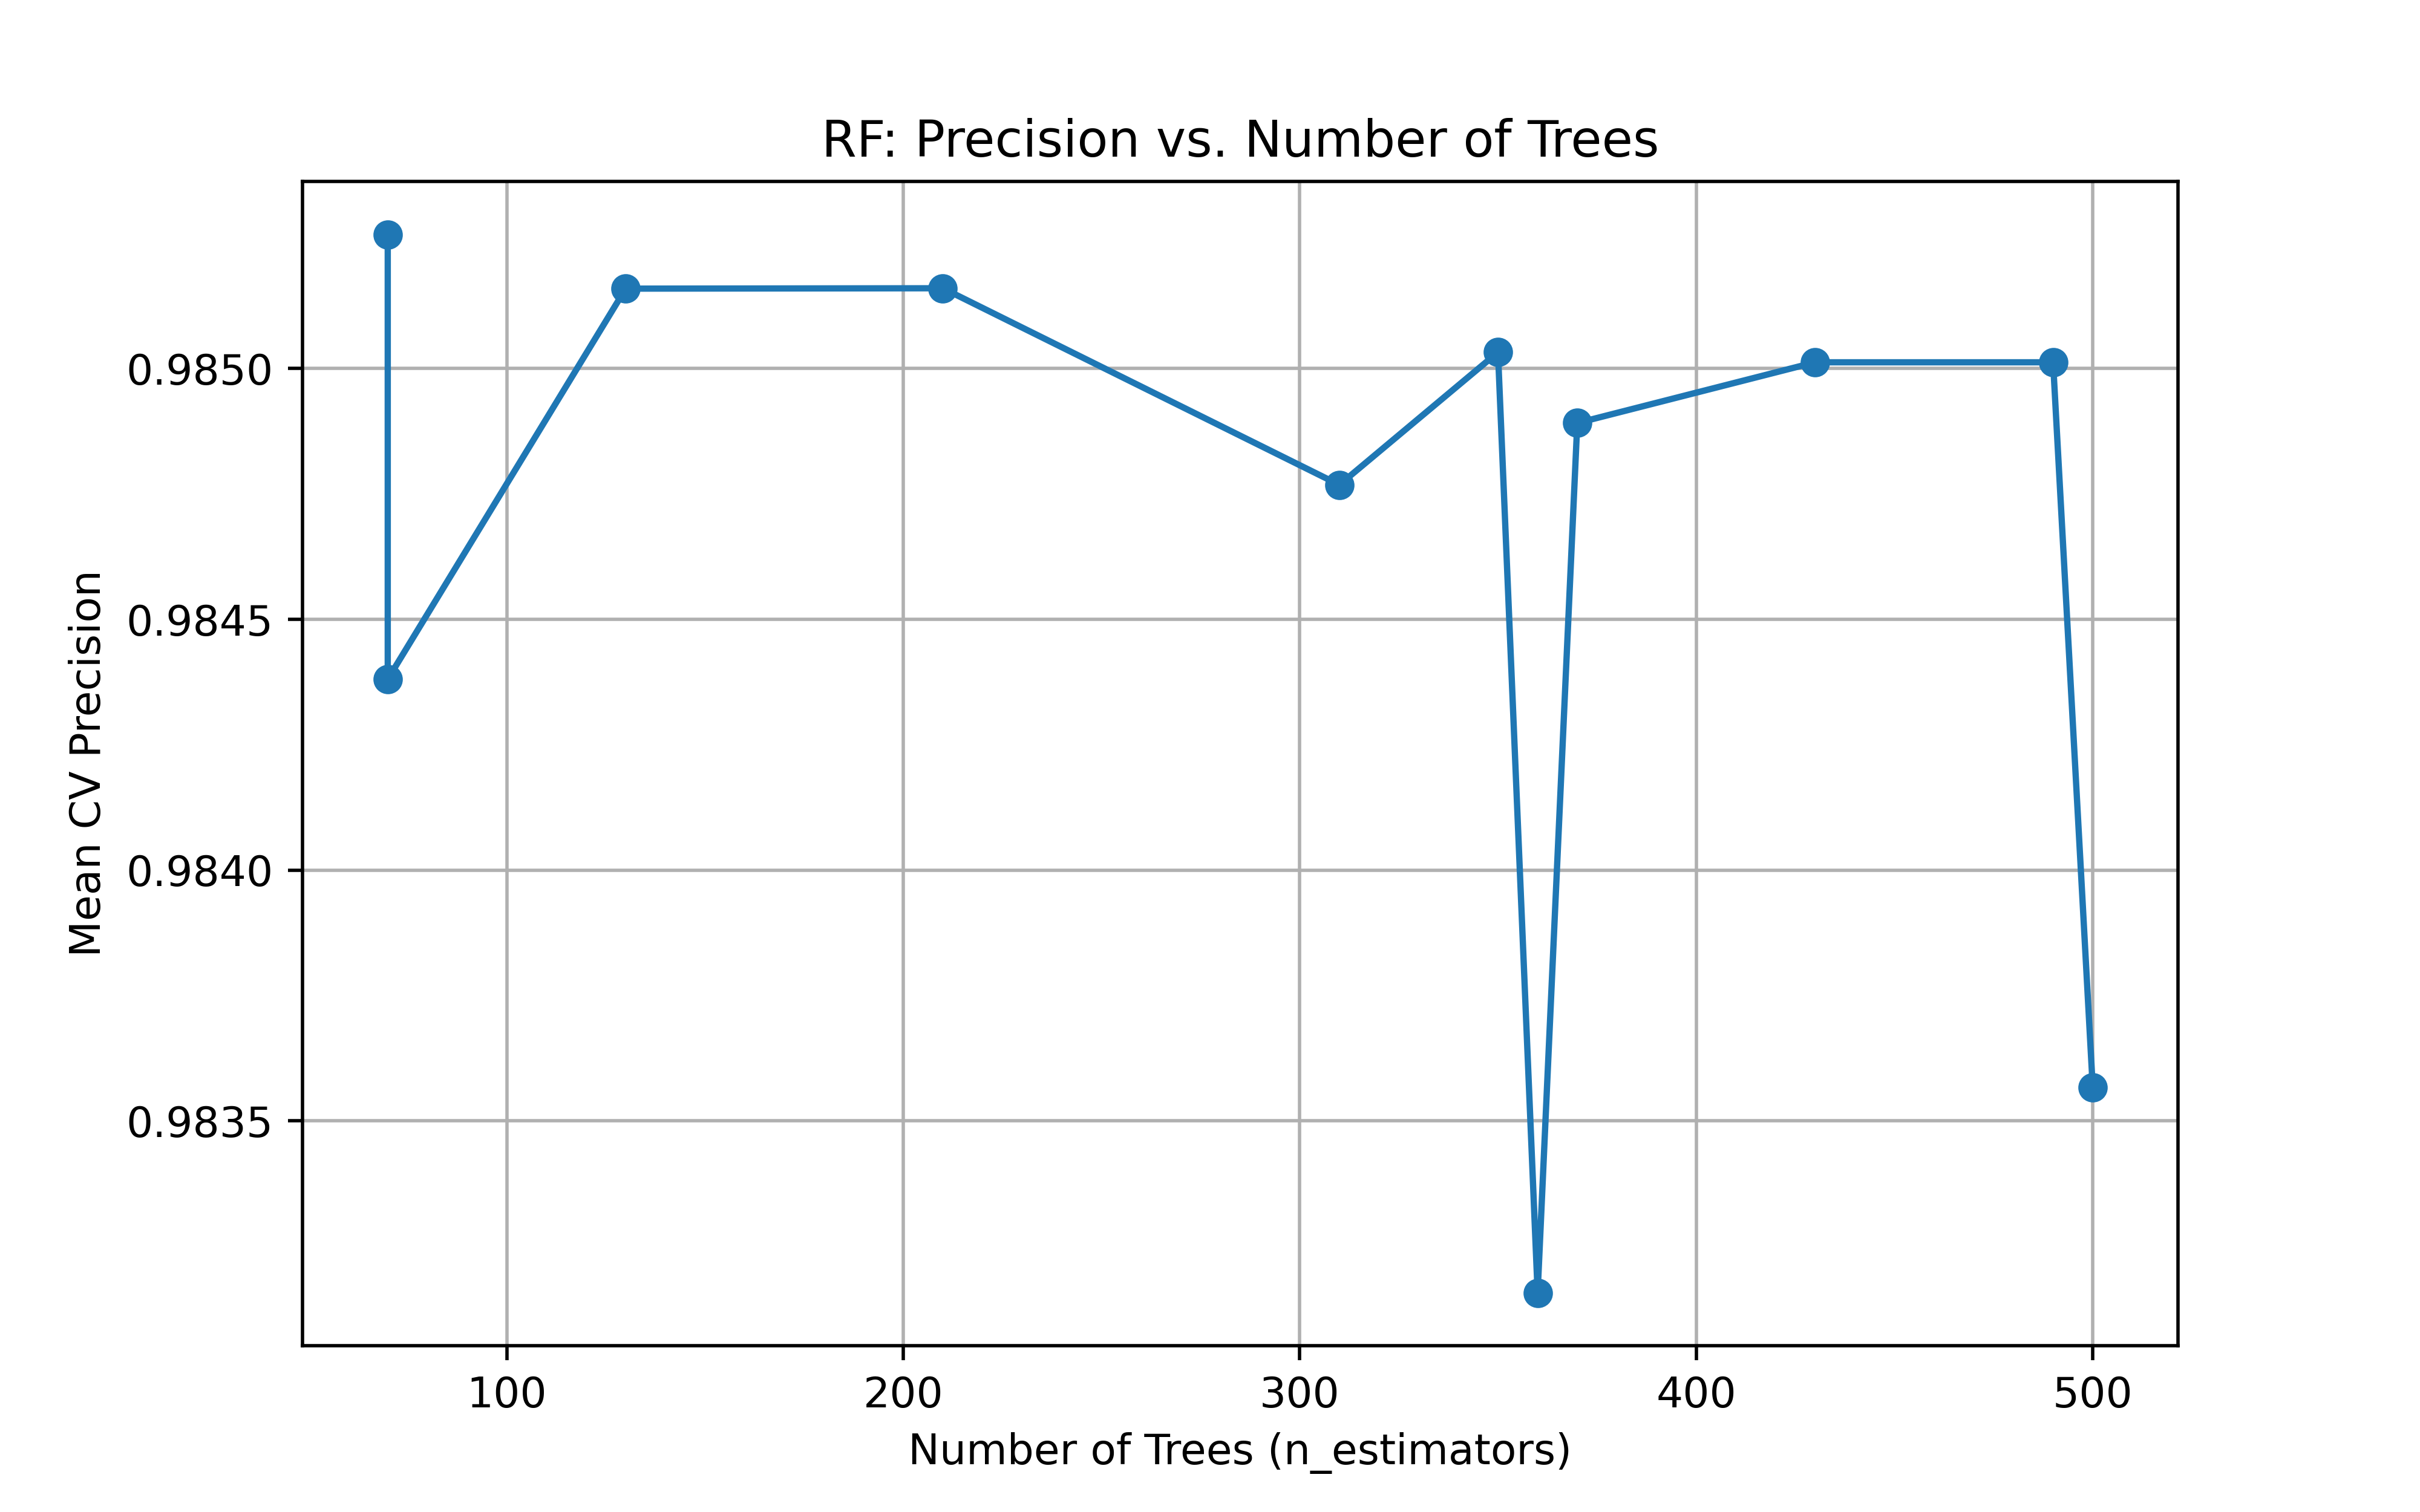 RF: Precision vs. Number of Trees
Mean CV Precision
0.9850
0.9845
0.9840
0.9835
100 200 300 400 500
Number of Trees (n_estimators)